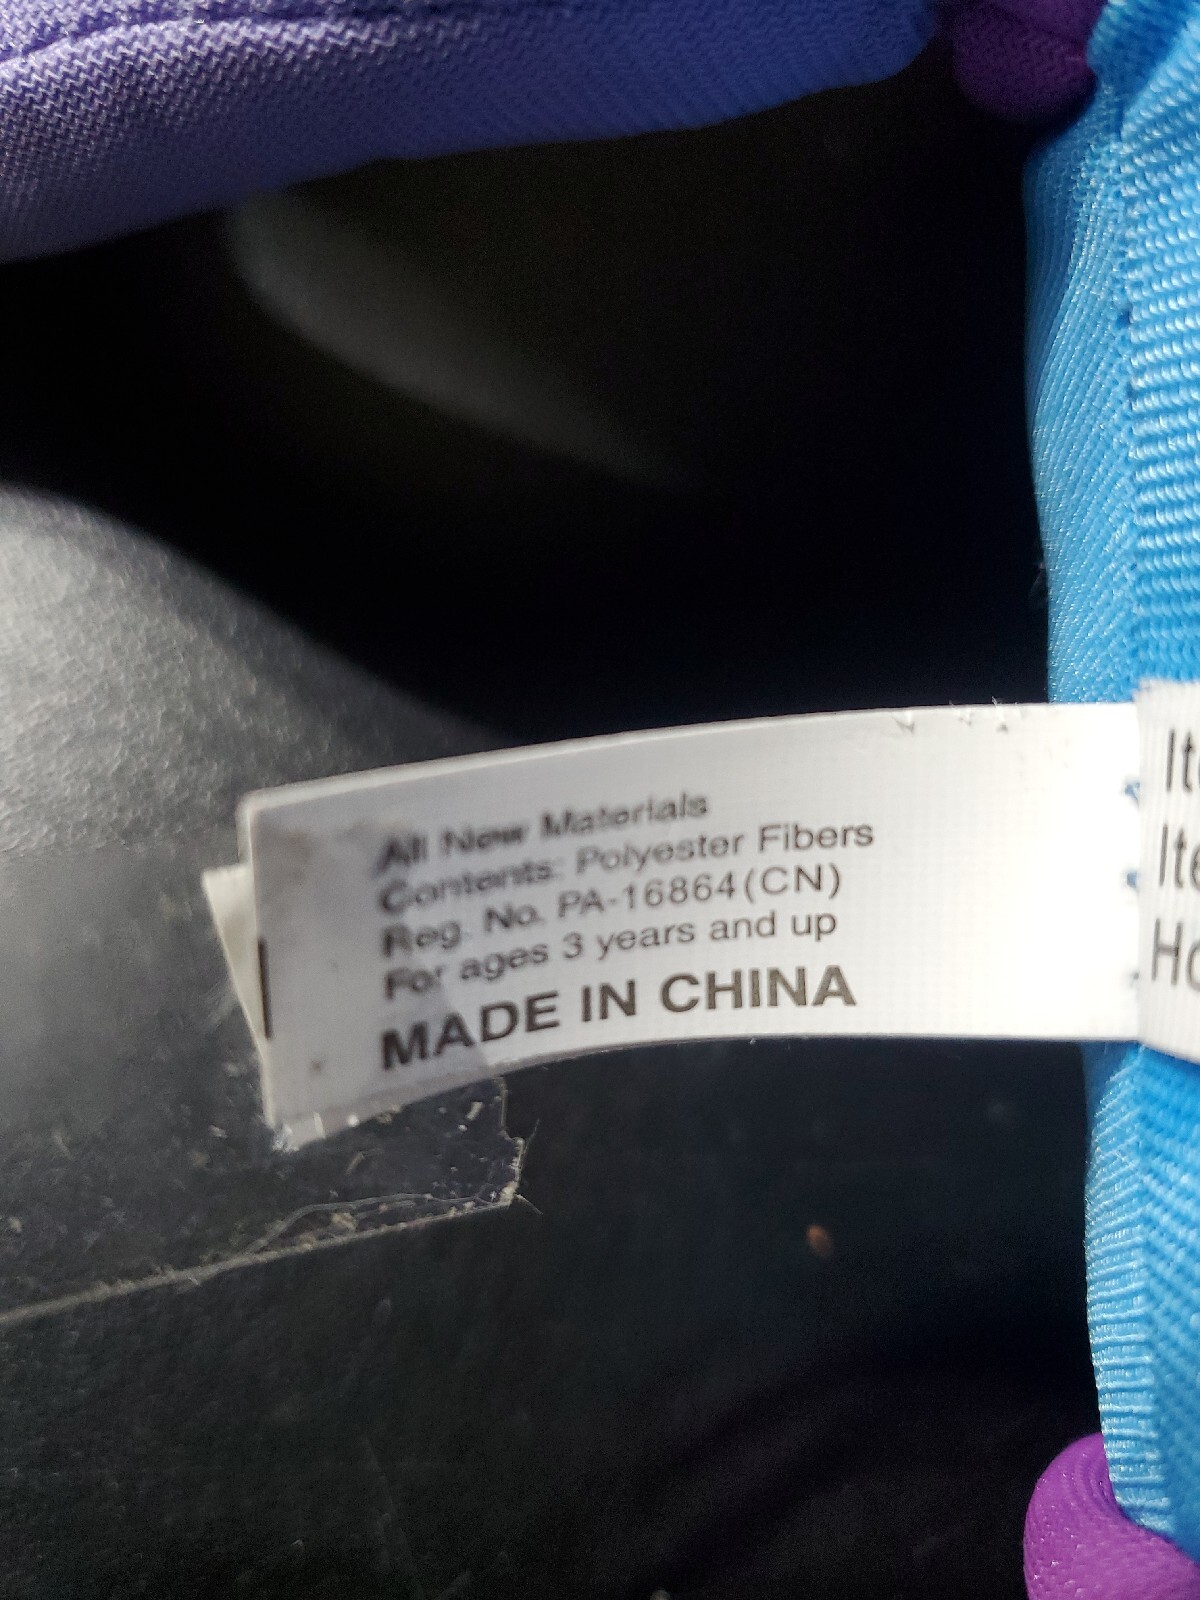 All New Materials
Contents: Polyester Fibers
Reg. No. PA-16864(CN)
For ages 3 years and up
MADE IN CHINA